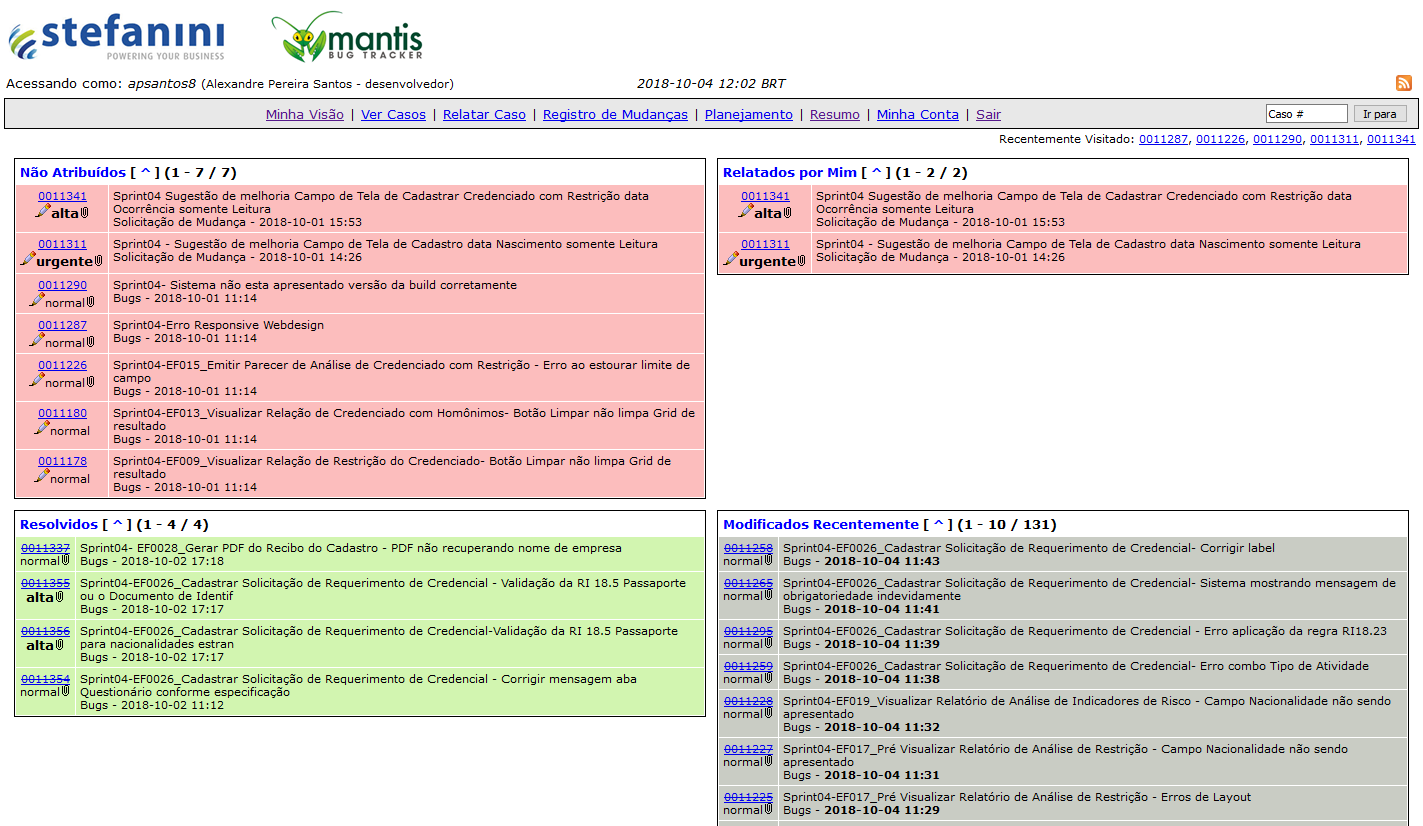 stefanini
POWERING YOUR BUSINESS
mantis
BUG TRACKER
Acessando como: apsantos8 (Alexandre Pereira Santos - desenvolvedor)
2018-10-04 12:02 BRT
Minha Visão | Ver Casos | Relatar Caso | Registro de Mudanças | Planejamento | Resumo | Minha Conta | Sair
Caso #
Ir para
Recentemente Visitado: 0011287, 0011226, 0011290, 0011311, 0011341
Não Atribuídos [ ^ ] (1 - 7 / 7)
0011341
alta
Sprint04 Sugestão de melhoria Campo de Tela de Cadastrar Credenciado com Restrição data
Ocorrência somente Leitura
Solicitação de Mudança - 2018-10-01 15:53
0011311
urgente
Sprint04 - Sugestão de melhoria Campo de Tela de Cadastro data Nascimento somente Leitura
Solicitação de Mudança - 2018-10-01 14:26
0011290
normal
Sprint04- Sistema não esta apresentado versão da build corretamente
Bugs - 2018-10-01 11:14
0011287
normal
Sprint04-Erro Responsive Webdesign
Bugs - 2018-10-01 11:14
0011226
normal
Sprint04-EF015_Emitir Parecer de Análise de Credenciado com Restrição - Erro ao estourar limite de
campo
Bugs - 2018-10-01 11:14
0011180
normal
Sprint04-EF013_Visualizar Relação de Credenciado com Homônimos- Botão Limpar não limpa Grid de
resultado
Bugs - 2018-10-01 11:14
0011178
normal
Sprint04-EF009_Visualizar Relação de Restrição do Credenciado- Botão Limpar não limpa Grid de
resultado
Bugs - 2018-10-01 11:14
Relatados por Mim [ ^ ] (1 - 2 / 2)
0011341
alta
Sprint04 Sugestão de melhoria Campo de Tela de Cadastrar Credenciado com Restrição data
Ocorrência somente Leitura
Solicitação de Mudança - 2018-10-01 15:53
0011311
urgente
Sprint04 - Sugestão de melhoria Campo de Tela de Cadastro data Nascimento somente Leitura
Solicitação de Mudança - 2018-10-01 14:26
Resolvidos [ ^ ] (1 - 4 / 4)
0011337
normal
Sprint04- EF0028_Gerar PDF do Recibo do Cadastro - PDF não recuperando nome de empresa
Bugs - 2018-10-02 17:18
0011355
alta
Sprint04-EF0026_Cadastrar Solicitação de Requerimento de Credencial - Validação da RI 18.5 Passaporte
ou o Documento de Identif
Bugs - 2018-10-02 17:17
0011356
alta
Sprint04-EF0026_Cadastrar Solicitação de Requerimento de Credencial-Validação da RI 18.5 Passaporte
para nacionalidades estran
Bugs - 2018-10-02 17:17
0011354
normal
Sprint04-EF0026_Cadastrar Solicitação de Requerimento de Credencial - Corrigir mensagem aba
Questionário conforme especificação
Bugs - 2018-10-02 11:12
Modificados Recentemente [ ^ ] (1 - 10 / 131)
0011258
normal
Sprint04-EF0026_Cadastrar Solicitação de Requerimento de Credencial- Corrigir label
Bugs - 2018-10-04 11:43
0011265
normal
Sprint04-EF0026_Cadastrar Solicitação de Requerimento de Credencial- Sistema mostrando mensagem de
obrigatoriedade indevidamente
Bugs - 2018-10-04 11:41
0011295
normal
Sprint04-EF0026_Cadastrar Solicitação de Requerimento de Credencial - Erro aplicação da regra RI18.23
Bugs - 2018-10-04 11:39
0011259
normal
Sprint04-EF0026_Cadastrar Solicitação de Requerimento de Credencial- Erro combo Tipo de Atividade
Bugs - 2018-10-04 11:38
0011228
normal
Sprint04-EF019_Visualizar Relatório de Análise de Indicadores de Risco - Campo Nacionalidade não sendo
apresentado
Bugs - 2018-10-04 11:32
0011227
normal
Sprint04-EF017_Pré Visualizar Relatório de Análise de Restrição - Campo Nacionalidade não sendo
apresentado
Bugs - 2018-10-04 11:31
0011225
normal
Sprint04-EF017_Pré Visualizar Relatório de Análise de Restrição - Erros de Layout
Bugs - 2018-10-04 11:29